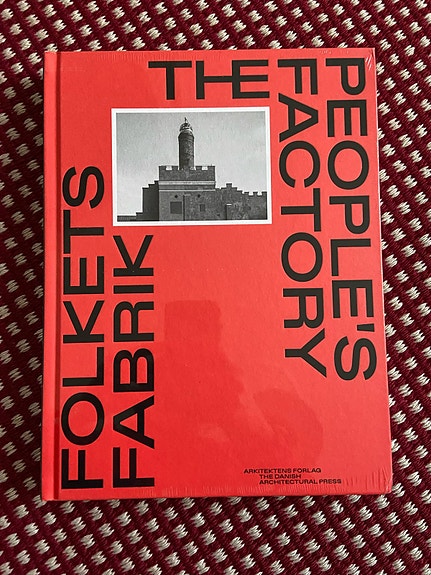 THE
PEOPLE'S
FACTORY
FOLKETS
FABRIK
ARKITEKTENS FORLAG
THE DANISH
ARCHITECTURAL PRESS